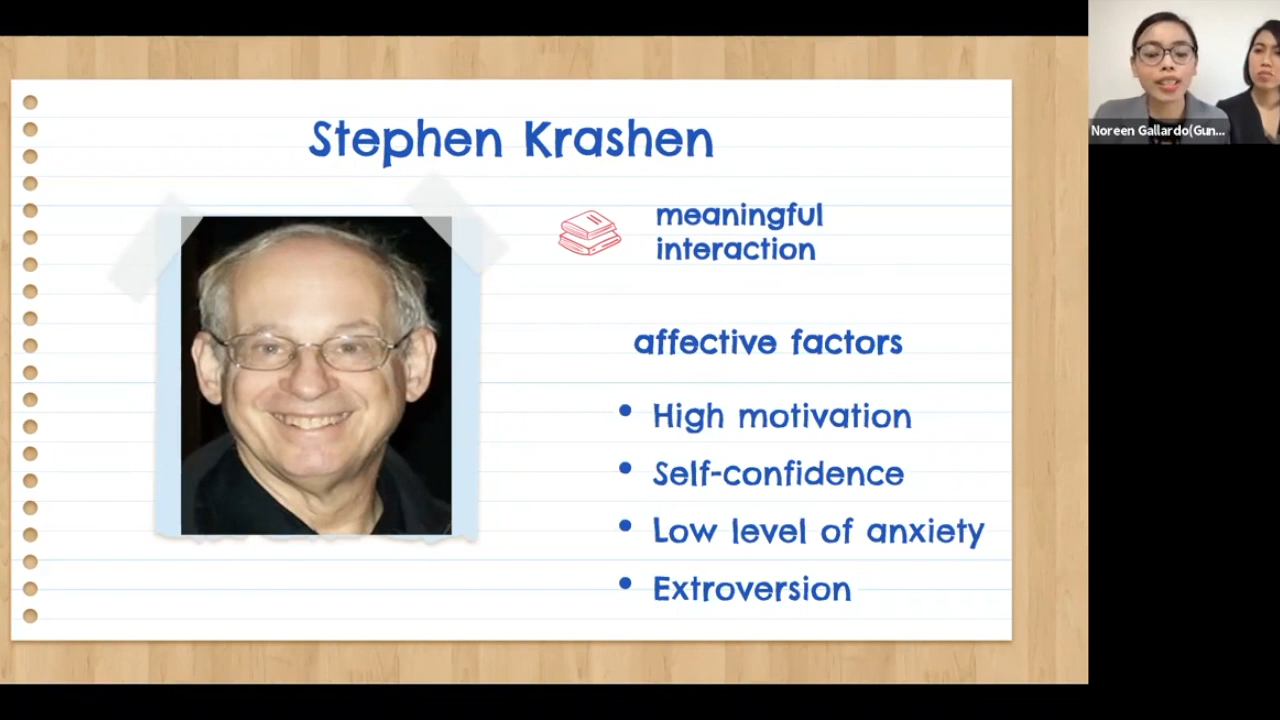 Stephen Krashen
meaningful
interaction
affective factors
• High motivation
• Self-confidence
• Low level of anxiety
• Extroversion
Noreen Gallardo(Gun...